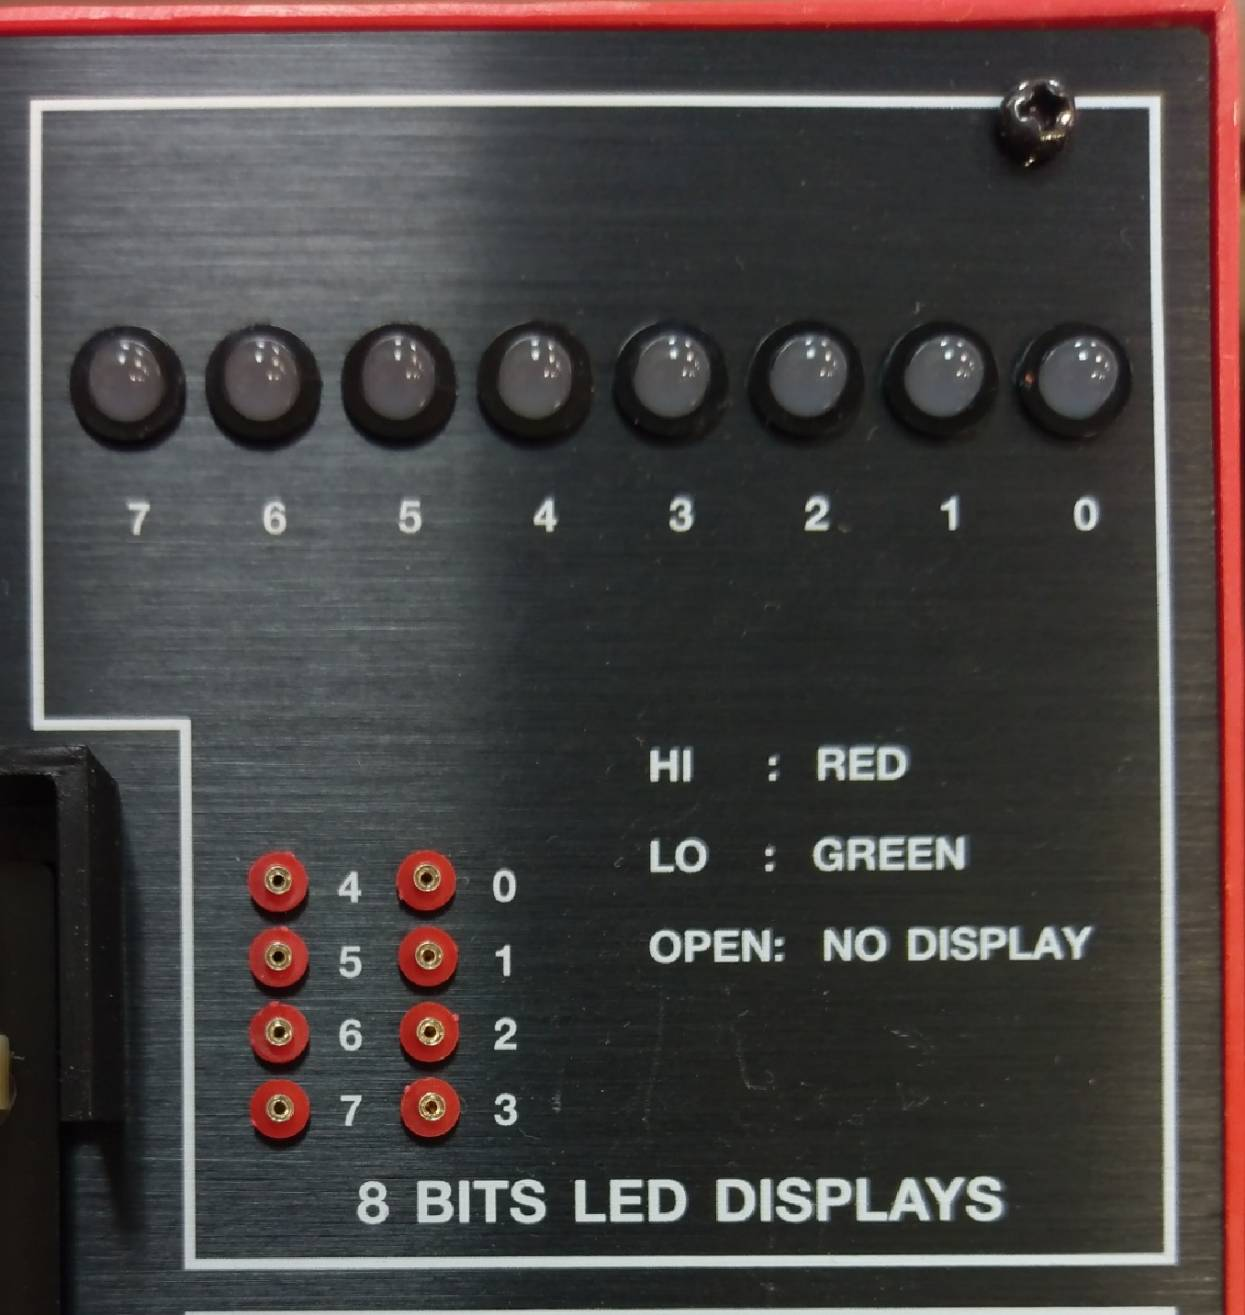 7 6 5 4 3 2 1 0
HI : RED
LO : GREEN
OPEN: NO DISPLAY
4 0
5 1
6 2
7 3
8 BITS LED DISPLAYS